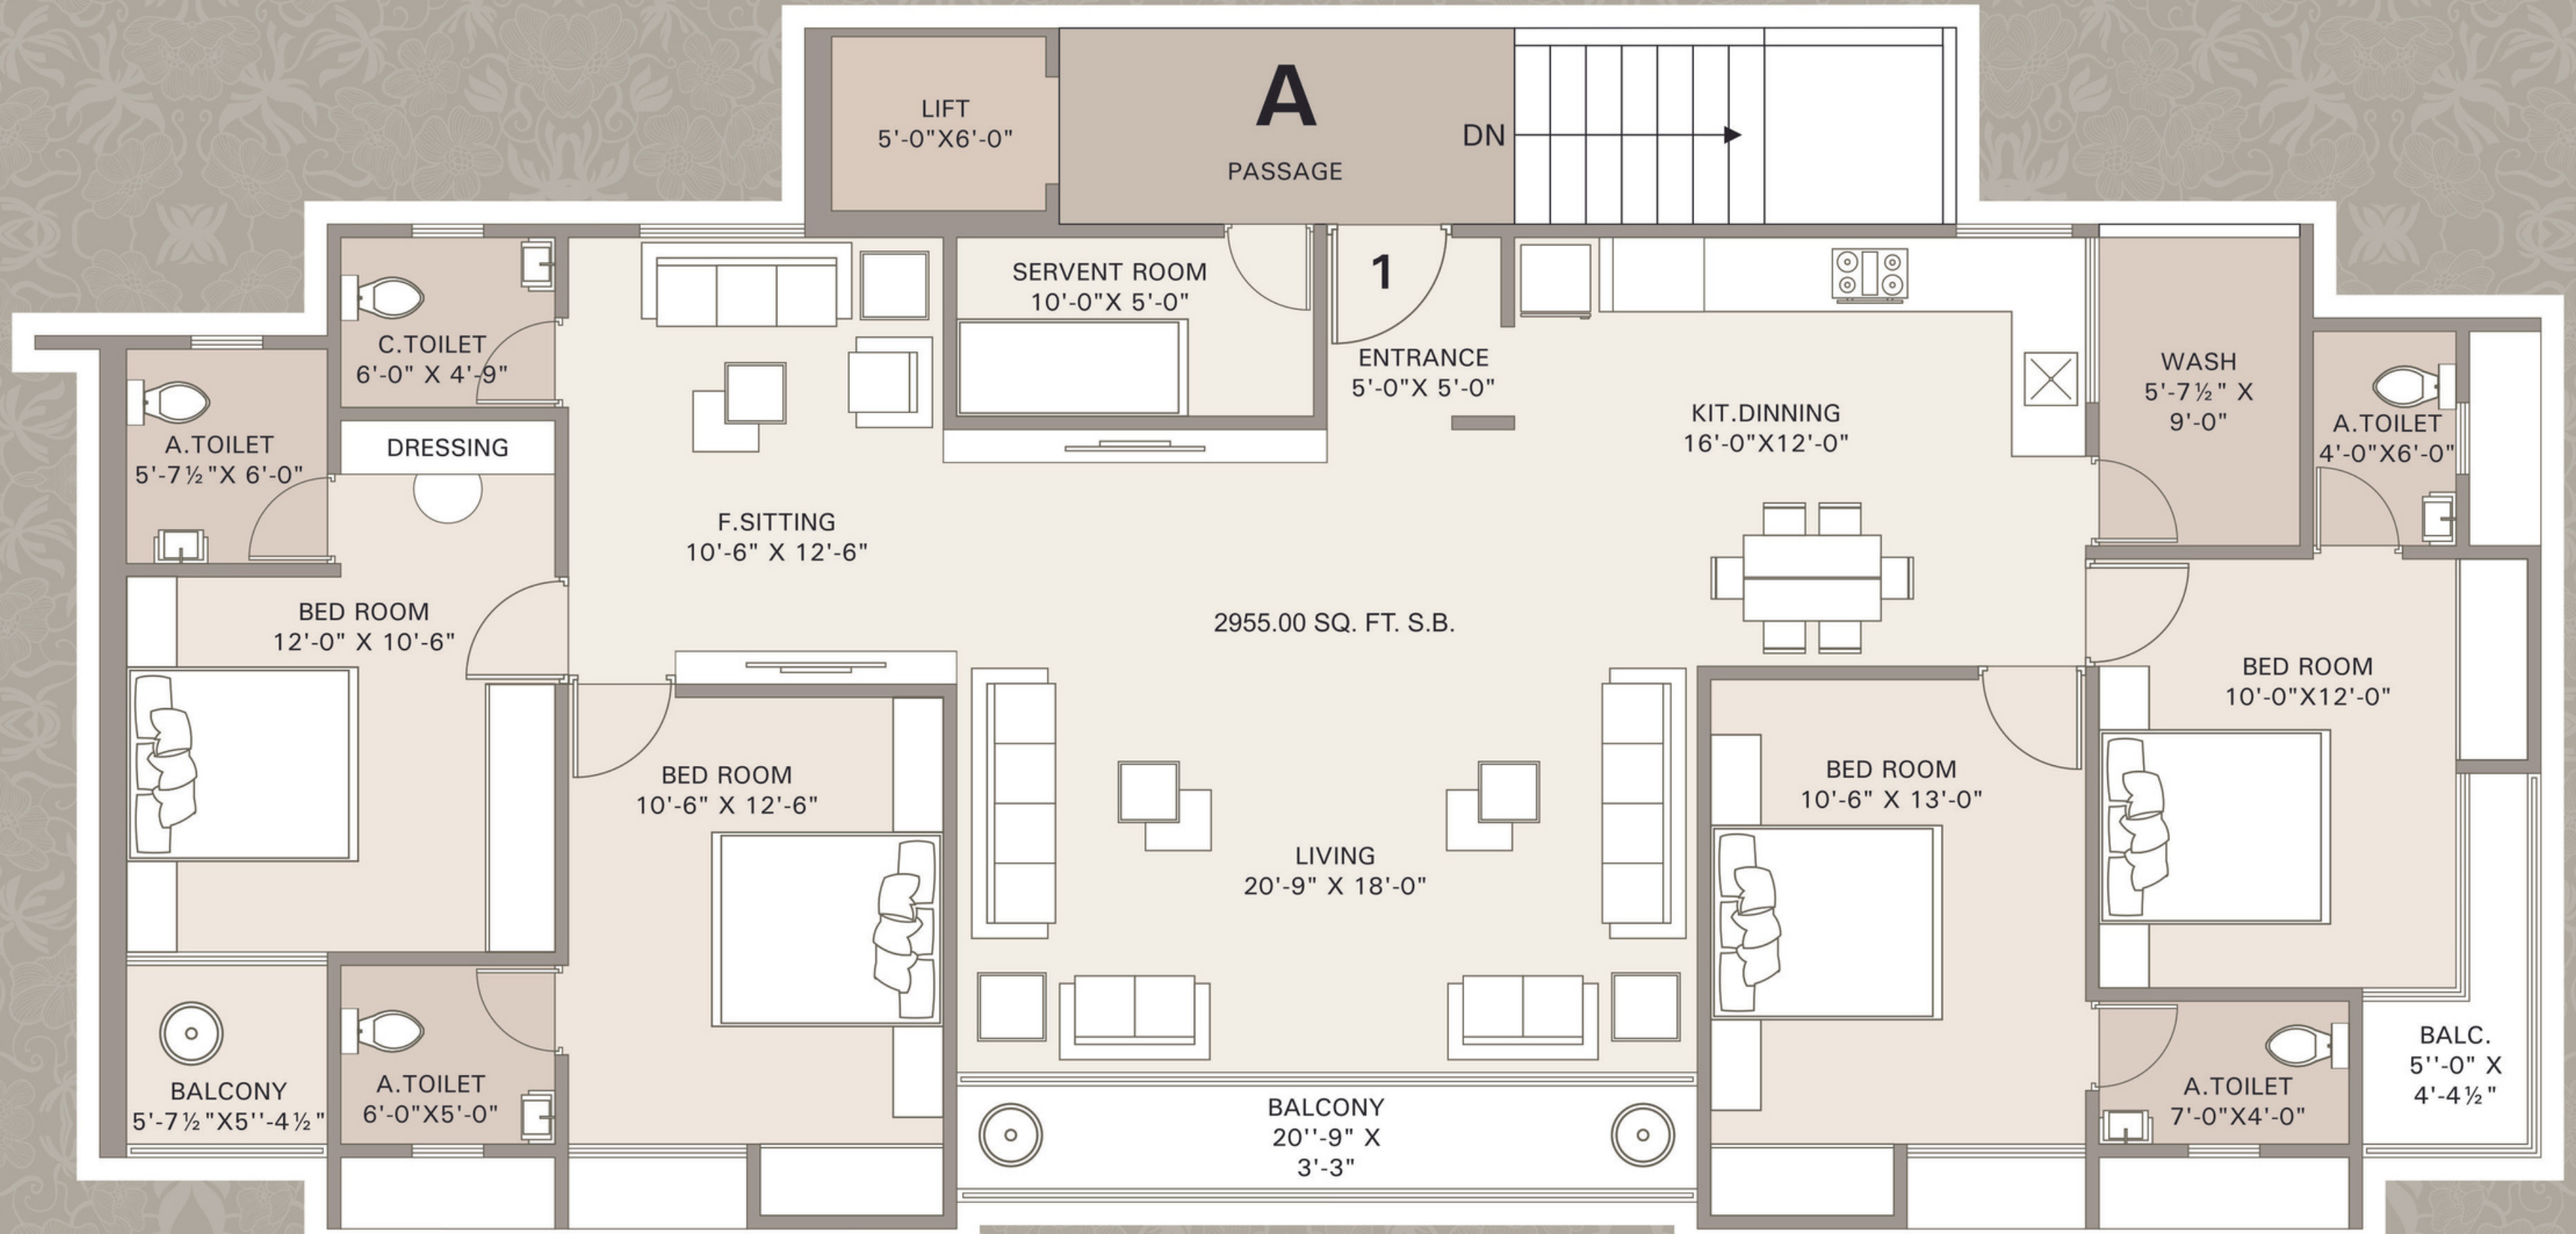 LIFT
5'-0"X6'-0"
A
PASSAGE
DN
C.TOILET
6'-0" X 4'-9"
SERVENT ROOM
10'-0"X 5'-0"
1
ENTRANCE
5'-0"X 5'-0"
KIT.DINNING
16'-0"X12'-0"
WASH
5'-7½" X
9'-0"
A.TOILET
4'-0"X6'-0"
A.TOILET
5'-7½"X 6'-0"
DRESSING
F.SITTING
10'-6" X 12'-6"
BED ROOM
12'-0" X 10'-6"
2955.00 SQ. FT. S.B.
BED ROOM
10'-0"X12'-0"
BED ROOM
10'-6" X 12'-6"
BED ROOM
10'-6" X 13'-0"
LIVING
20'-9" X 18'-0"
BALCONY
5'-7½"X5''-4½"
A.TOILET
6'-0"X5'-0"
BALCONY
20''-9" X
3'-3"
A.TOILET
7'-0"X4'-0"
BALC.
5''-0" X
4'-4½"